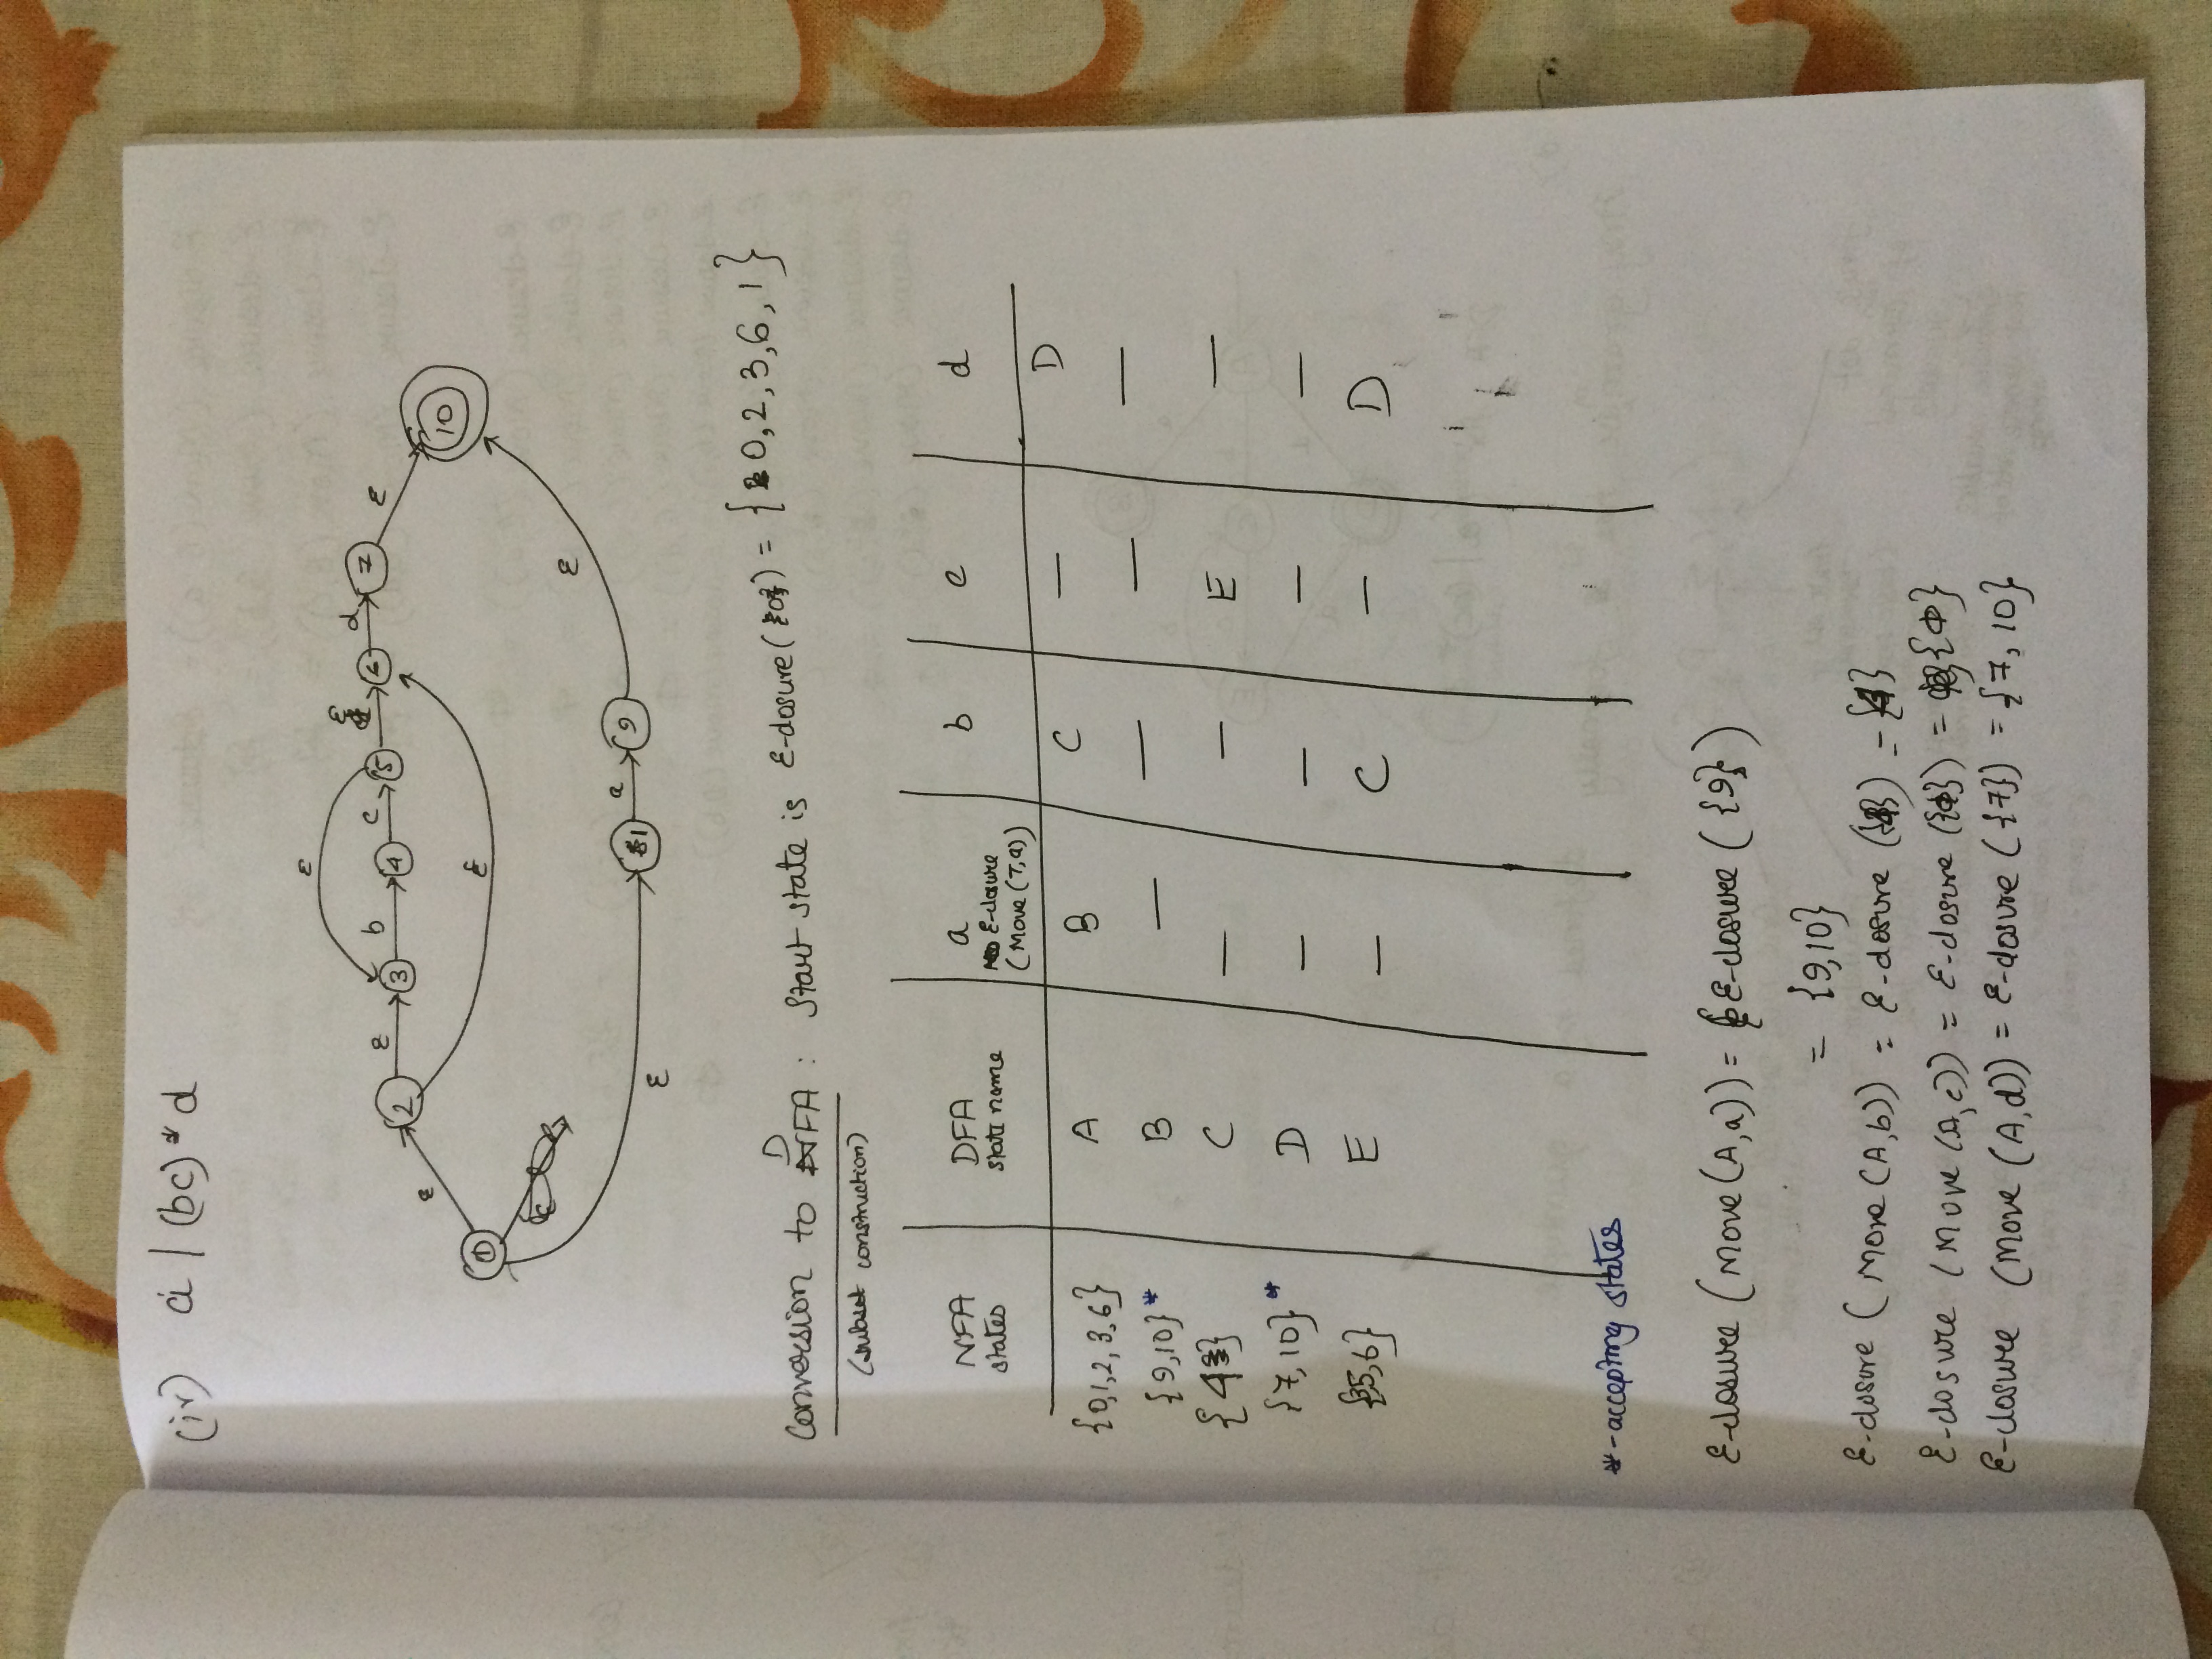 (iv) a | (bc)* d
ε
ε b c ε d ε
2 3 4 5 6 7
ε
10
ε
ε
a
1 9
ε
Conversion to DFA : Start state is ε-closure({0}) = {0, 2, 3, 6, 1}
(subset construction)
NFA states | DFA state name | a ε-closure (Move (T,a)) | b | c | d
{0,1,2,3,6} | A | B | C | — | D
{9,10}* | B | — | — | — | —
{4} | C | — | — | E | —
{7,10}* | D | — | — | — | —
{3,5,6} | E | — | C | — | D
*-accepting states
ε-closure (Move (A,a)) = ε-closure ({9})
= {9,10}
ε-closure (Move (A,b)) = ε-closure ({4}) = {4}
ε-closure (Move (A,c)) = ε-closure ({ϕ}) = {ϕ}
ε-closure (Move (A,d)) = ε-closure ({7}) = {7, 10}